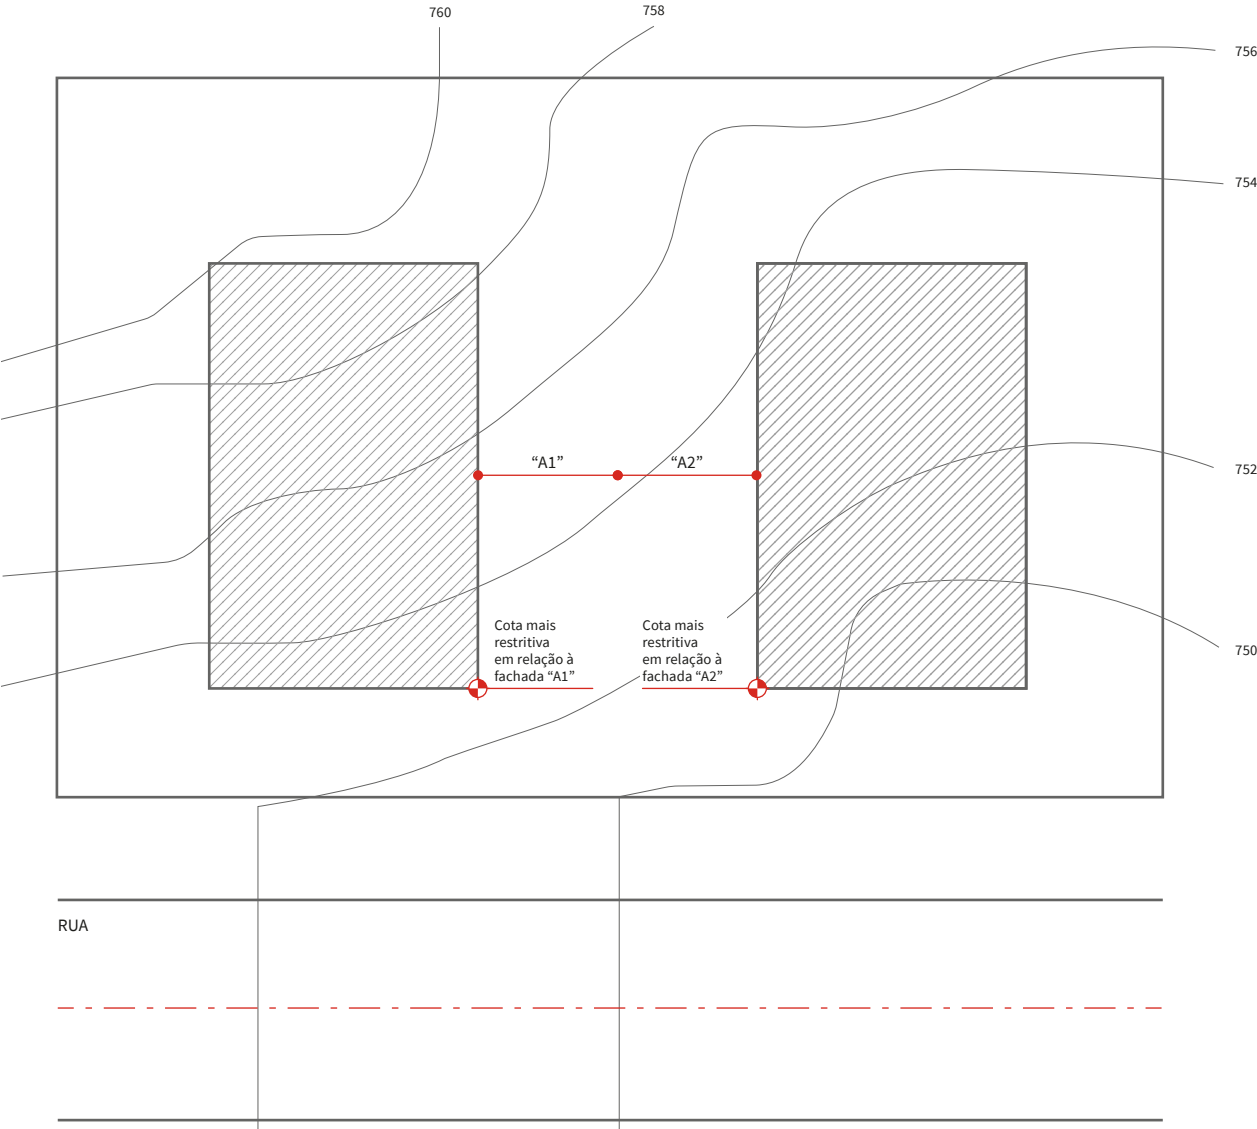 760
758
756
754
“A1”
“A2”
752
Cota mais
restritiva
em relação à
fachada “A1”
Cota mais
restritiva
em relação à
fachada “A2”
750
RUA